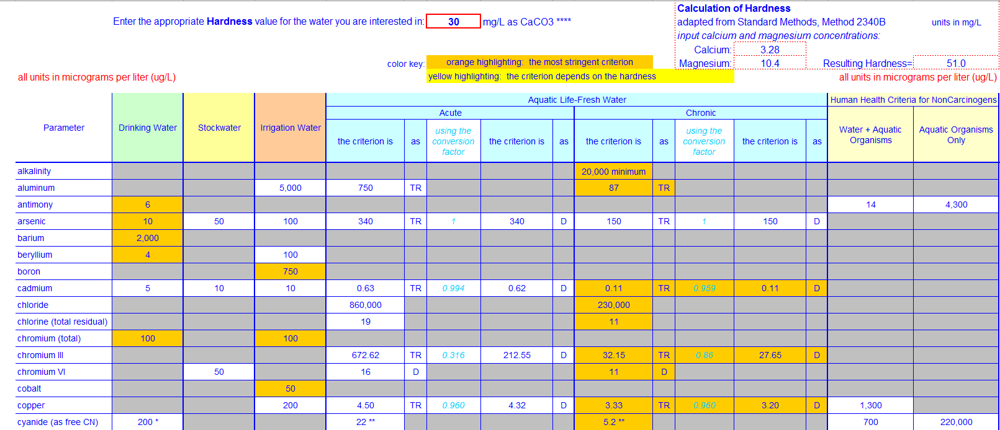 Calculation of Hardness
Enter the appropriate Hardness value for the water you are interested in: 30 mg/L as CaCO3 **** adapted from Standard Methods, Method 2340B units in mg/L
input calcium and magnesium concentrations:
Calcium: 3.28
color key: orange highlighting: the most stringent criterion Magnesium: 10.4 Resulting Hardness= 51.0
all units in micrograms per liter (ug/L) yellow highlighting: the criterion depends on the hardness all units in micrograms per liter (ug/L)
Aquatic Life-Fresh Water Human Health Criteria for NonCarcinogens
Acute Chronic
Parameter Drinking Water Stockwater Irrigation Water the criterion is as using the conversion factor the criterion is as the criterion is as using the conversion factor the criterion is as Water + Aquatic Organisms Aquatic Organisms Only
alkalinity 20,000 minimum
aluminum 5,000 750 TR 87 TR
antimony 6 14 4,300
arsenic 10 50 100 340 TR 1 340 D 150 TR 1 150 D
barium 2,000
beryllium 4 100
boron 750
cadmium 5 10 10 0.63 TR 0.994 0.62 D 0.11 TR 0.959 0.11 D
chloride 860,000 230,000
chlorine (total residual) 19 11
chromium (total) 100 100
chromium III 672.62 TR 0.316 212.55 D 32.15 TR 0.86 27.65 D
chromium VI 50 16 D 11 D
cobalt 50
copper 200 4.50 TR 0.960 4.32 D 3.33 TR 0.960 3.20 D 1,300
cyanide (as free CN) 200 * 22 ** 5.2 ** 700 220,000